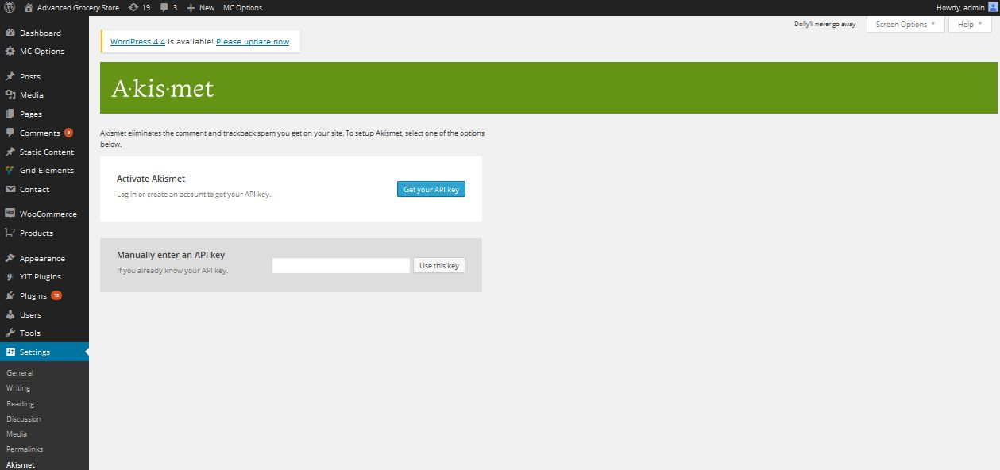 Advanced Grocery Store 19 3 New MC Options Howdy, admin
Dashboard
MC Options
Posts
Media
Pages
Comments 3
Static Content
Grid Elements
Contact
WooCommerce
Products
Appearance
YIT Plugins
Plugins 15
Users
Tools
Settings
General
Writing
Reading
Discussion
Media
Permalinks
Akismet
Dolly'll never go away Screen Options Help
WordPress 4.4 is available! Please update now.
A·kis·met
Akismet eliminates the comment and trackback spam you get on your site. To setup Akismet, select one of the options
below.
Activate Akismet
Log in or create an account to get your API key.
Get your API key
Manually enter an API key
If you already know your API key.
Use this key